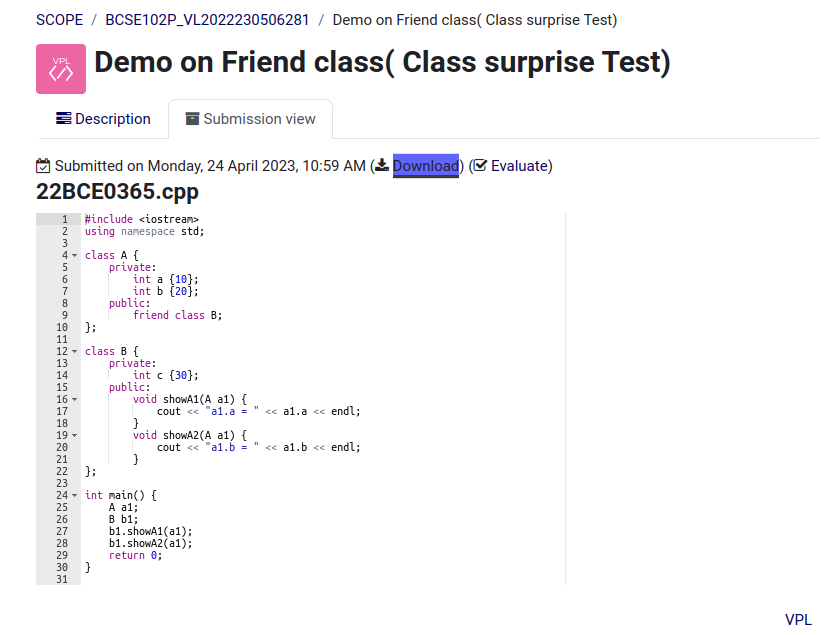 SCOPE / BCSE102P_VL2022230506281 / Demo on Friend class( Class surprise Test)
VPL
Demo on Friend class( Class surprise Test)
Description
Submission view
Submitted on Monday, 24 April 2023, 10:59 AM (Download) (Evaluate)
22BCE0365.cpp
1 #include <iostream>
2 using namespace std;
3
4 class A {
5     private:
6         int a {10};
7         int b {20};
8     public:
9         friend class B;
10 };
11
12 class B {
13     private:
14         int c {30};
15     public:
16         void showA1(A a1) {
17             cout << "a1.a = " << a1.a << endl;
18         }
19         void showA2(A a1) {
20             cout << "a1.b = " << a1.b << endl;
21         }
22 };
23
24 int main() {
25     A a1;
26     B b1;
27     b1.showA1(a1);
28     b1.showA2(a1);
29     return 0;
30 }
31
VPL